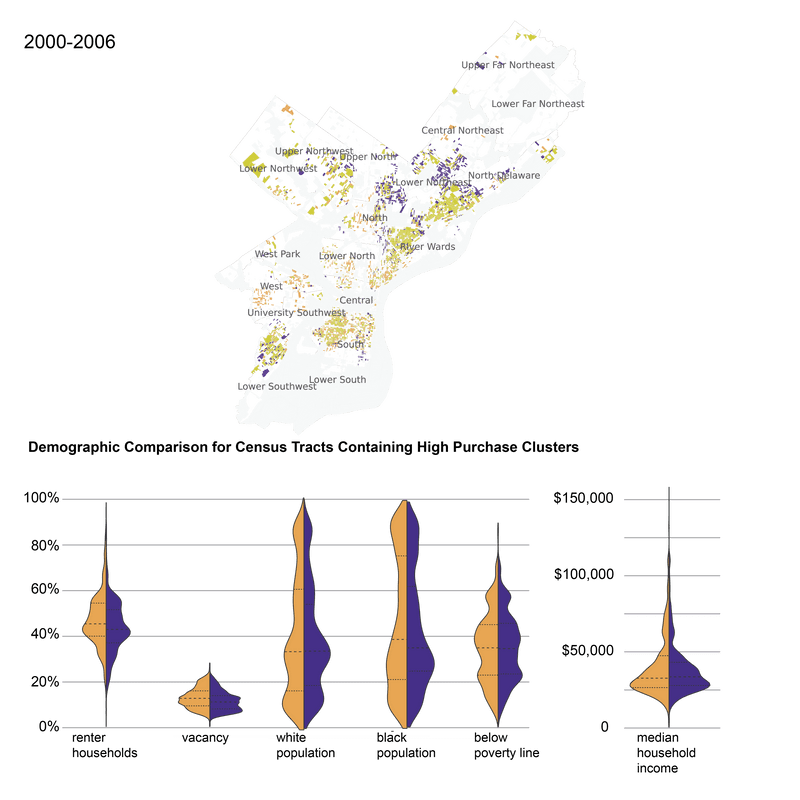 2000-2006
Upper Far Northeast
Lower Far Northeast
Central Northeast
Upper Northwest
Upper North
Lower Northwest
North Delaware
Lower Northeast
North
River Wards
West Park
Lower North
West
Central
University Southwest
South
Lower South
Lower Southwest
Demographic Comparison for Census Tracts Containing High Purchase Clusters
100%
80%
60%
40%
20%
0%
$150,000
$100,000
$50,000
0
renter
households
vacancy
white
population
black
population
below
poverty line
median
household
income